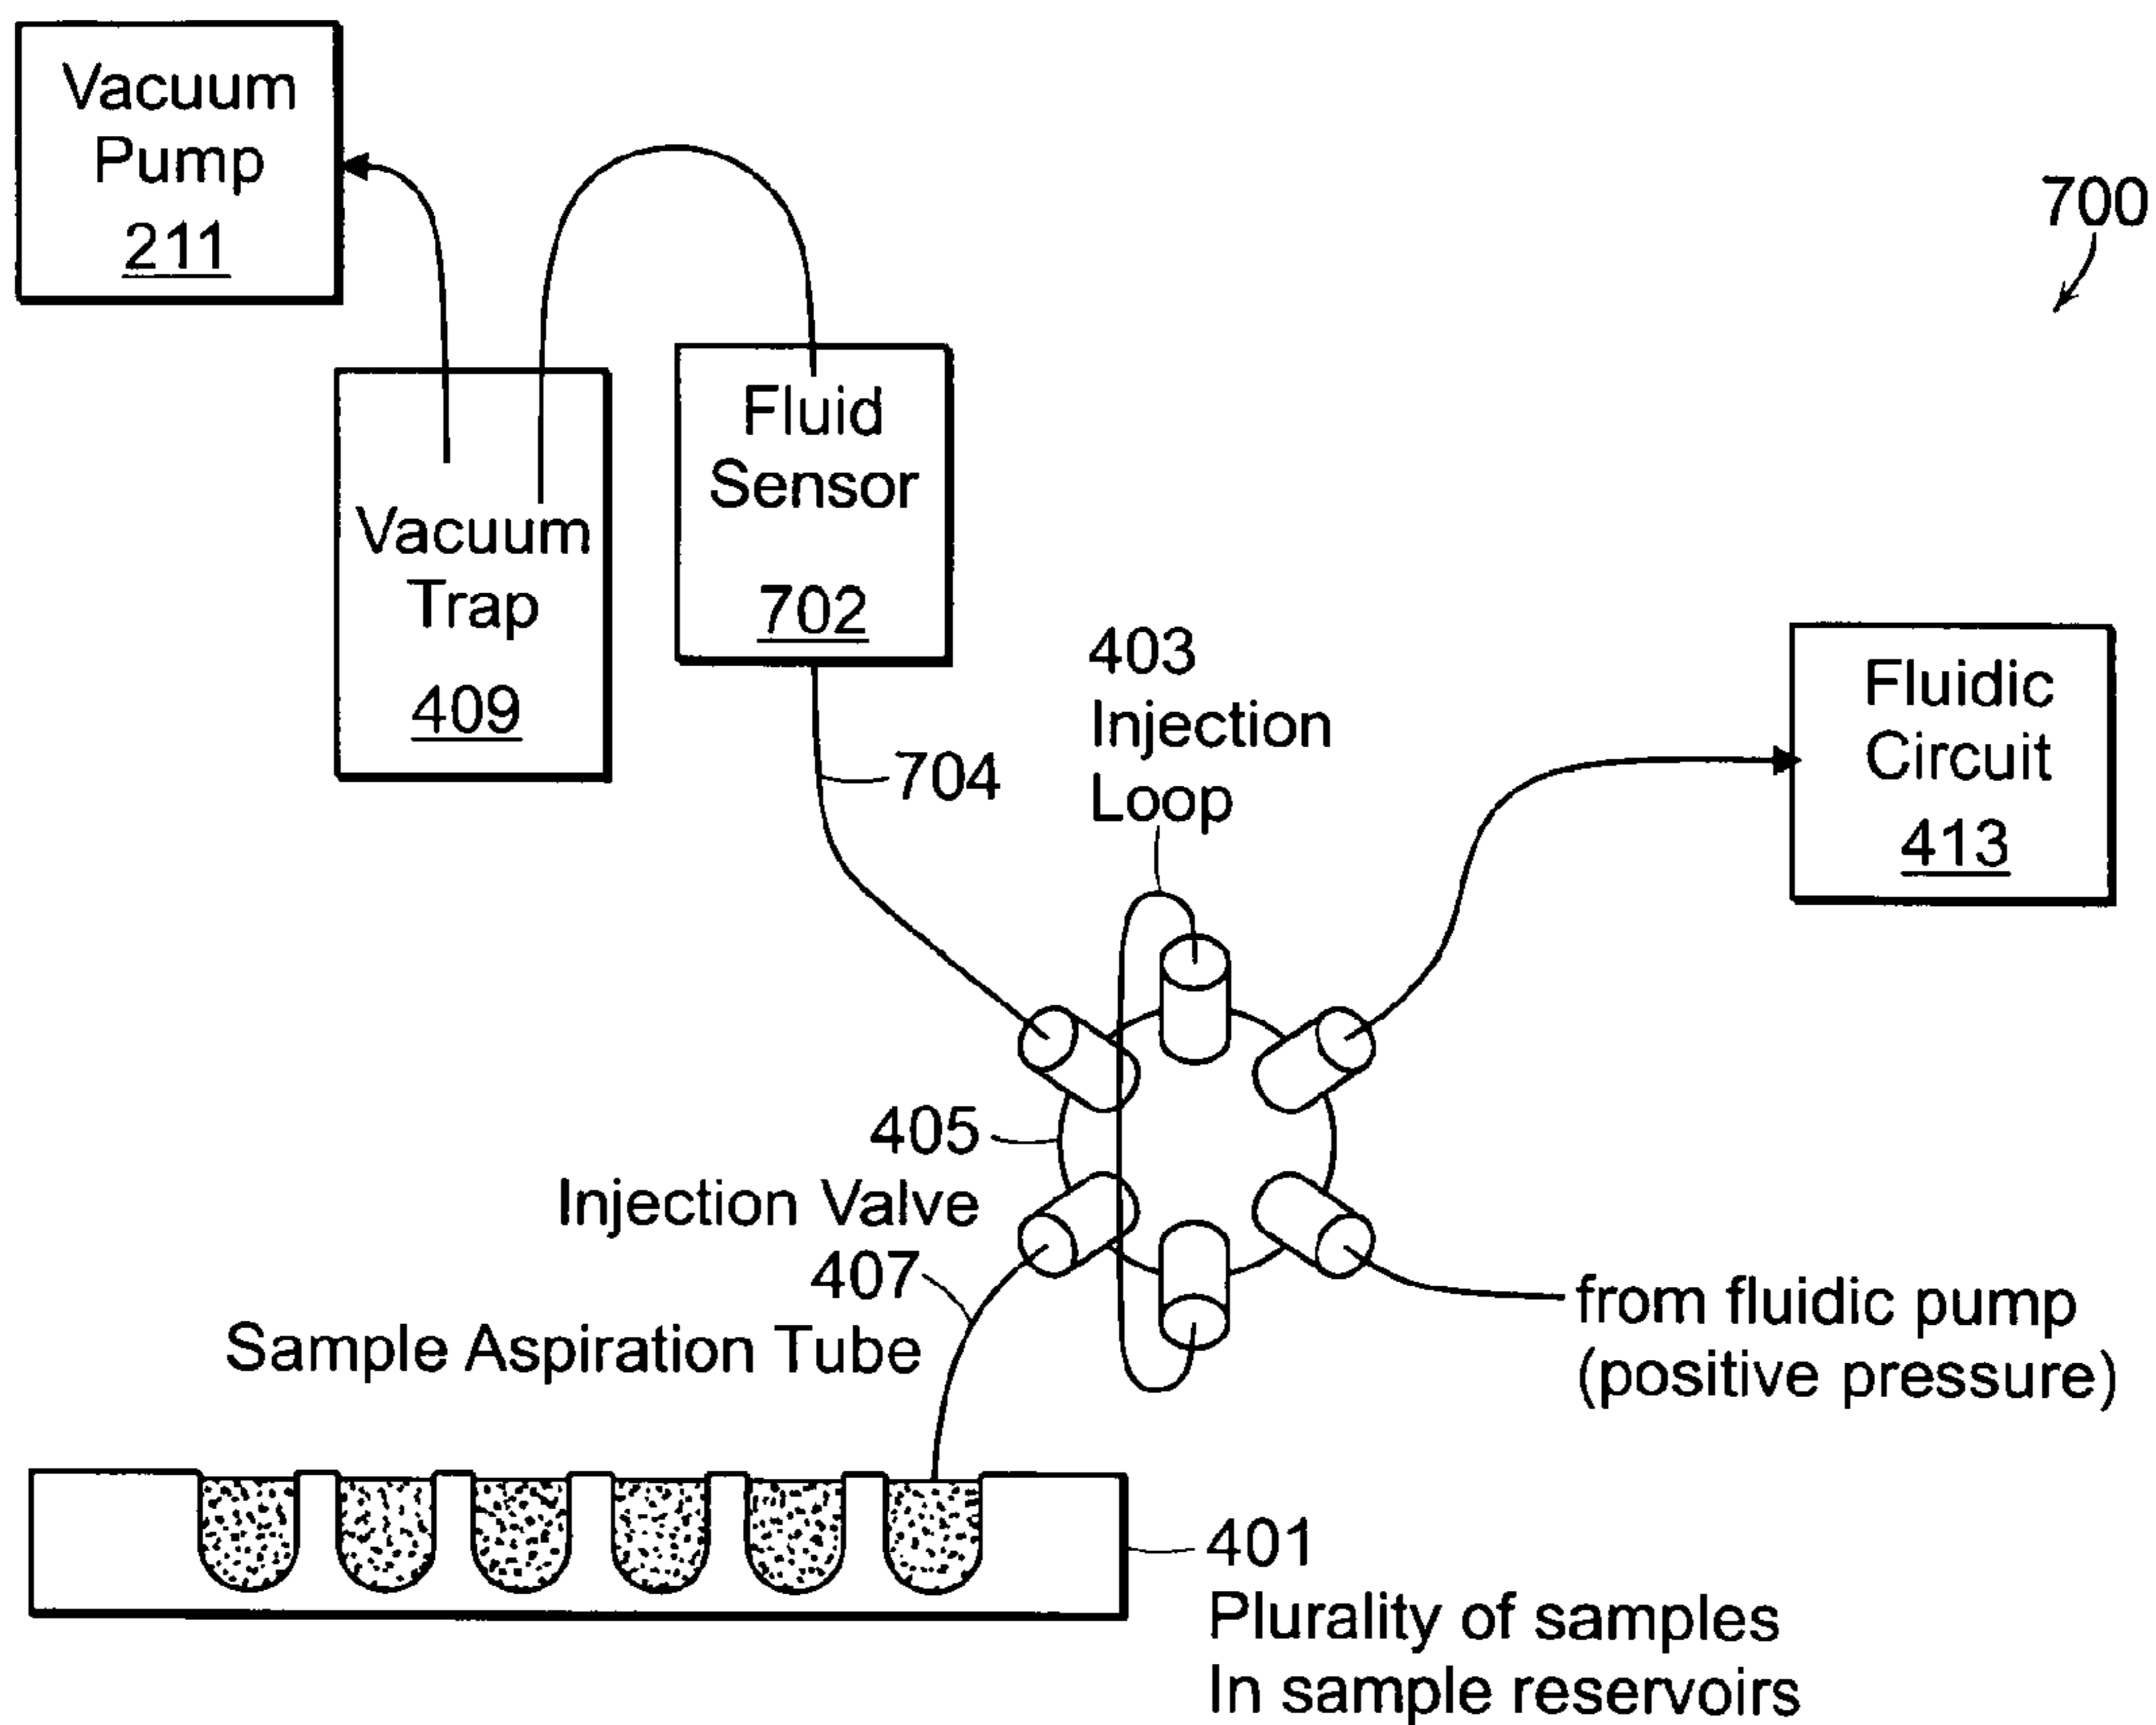 Vacuum
Pump
211
700
Fluid
Sensor
702
Vacuum
Trap
409
403
Injection
Loop
Fluidic
Circuit
413
704
405
Injection Valve
407
Sample Aspiration Tube
from fluidic pump
(positive pressure)
401
Plurality of samples
In sample reservoirs